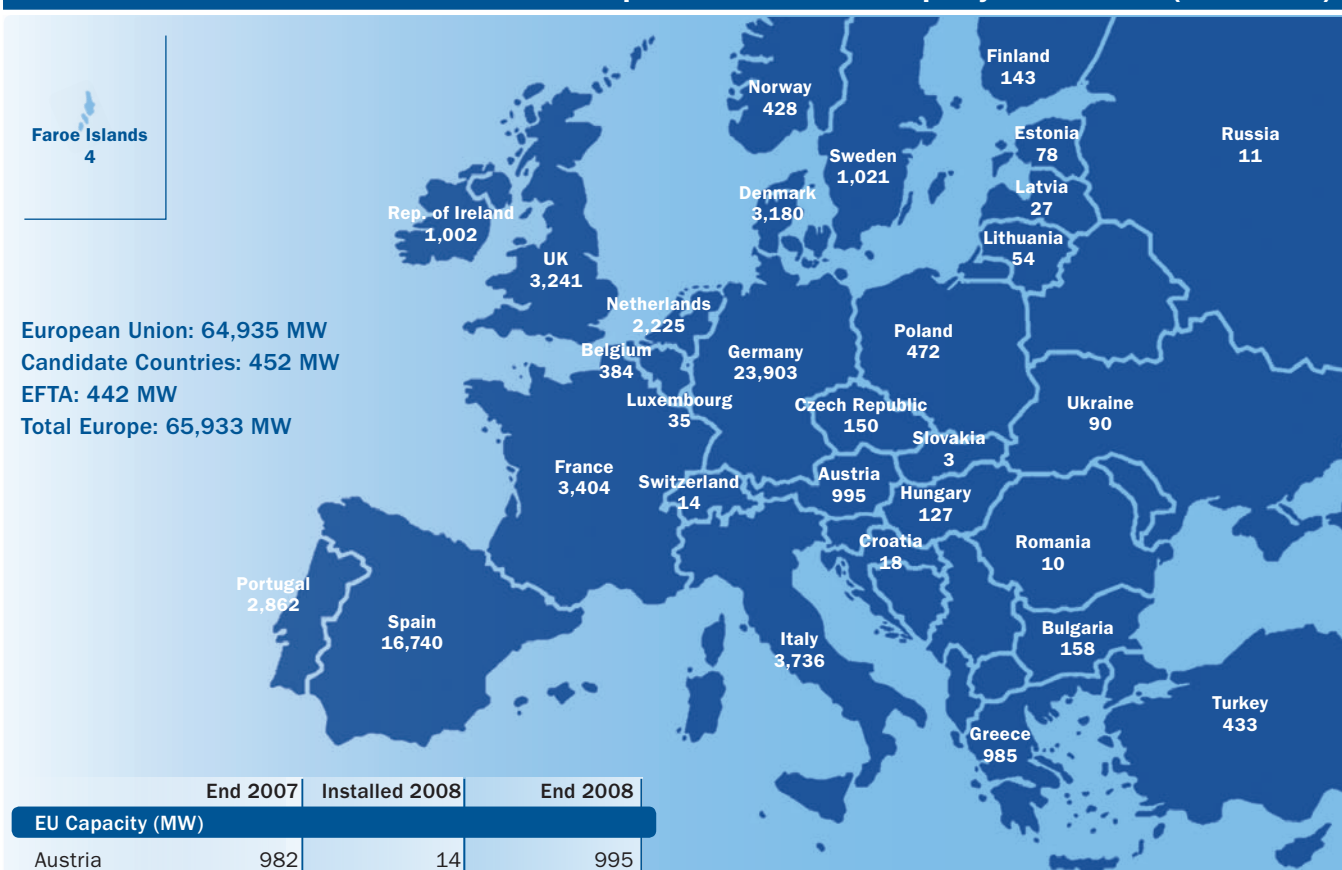 Faroe Islands
4
Norway
428
Finland
143
Sweden
1,021
Estonia
78
Russia
11
Latvia
27
Denmark
3,180
Lithuania
54
Rep. of Ireland
1,002
UK
3,241
Netherlands
2,225
European Union: 64,935 MW
Candidate Countries: 452 MW
EFTA: 442 MW
Total Europe: 65,933 MW
Belgium
384
Germany
23,903
Poland
472
Luxembourg
35
Czech Republic
150
Ukraine
90
Slovakia
3
France
3,404
Switzerland
14
Austria
995
Hungary
127
Croatia
18
Romania
10
Portugal
2,862
Spain
16,740
Italy
3,736
Bulgaria
158
Turkey
433
Greece
985
End 2007 Installed 2008 End 2008
EU Capacity (MW)
Austria 982 14 995